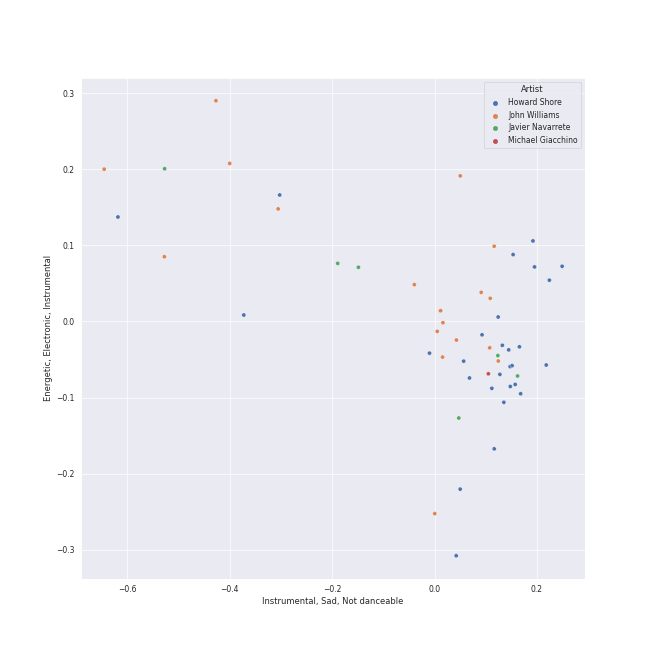 Artist
Howard Shore
John Williams
Javier Navarrete
Michael Giacchino
0.3
0.2
0.1
0.0
−0.1
−0.2
−0.3
Energetic, Electronic, Instrumental
−0.6
−0.4
−0.2
0.0
0.2
Instrumental, Sad, Not danceable